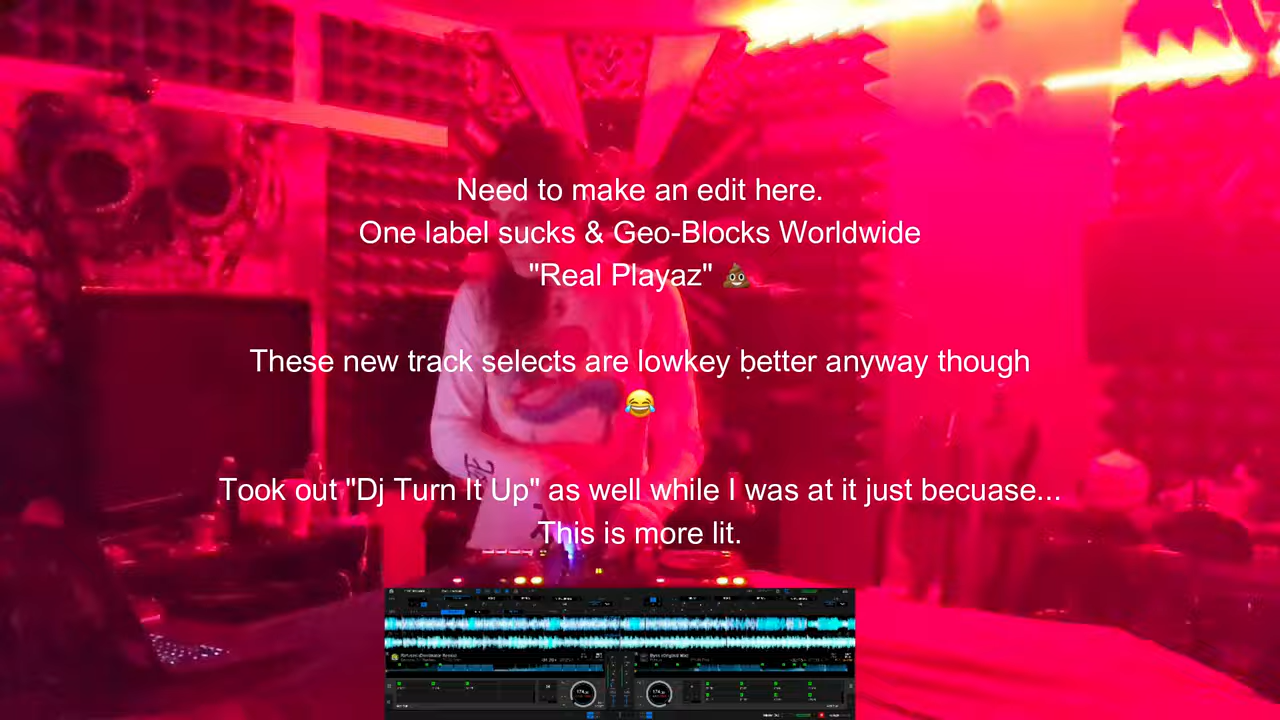 Need to make an edit here.
One label sucks & Geo-Blocks Worldwide
"Real Playaz" 💩
These new track selects are lowkey better anyway though
😂
Took out "Dj Turn It Up" as well while I was at it just becuase...
This is more lit.